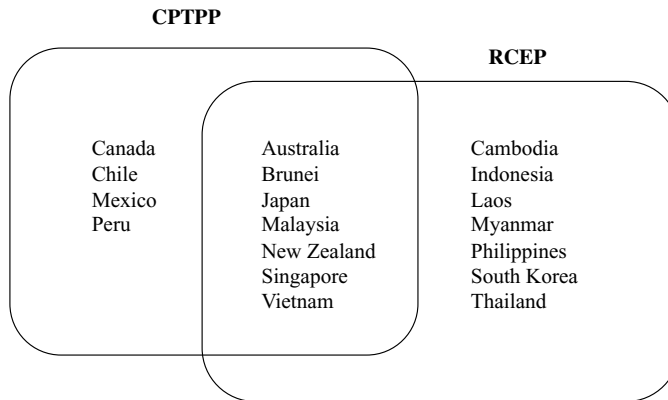 CPTPP
RCEP
Canada
Chile
Mexico
Peru
Australia
Brunei
Japan
Malaysia
New Zealand
Singapore
Vietnam
Cambodia
Indonesia
Laos
Myanmar
Philippines
South Korea
Thailand